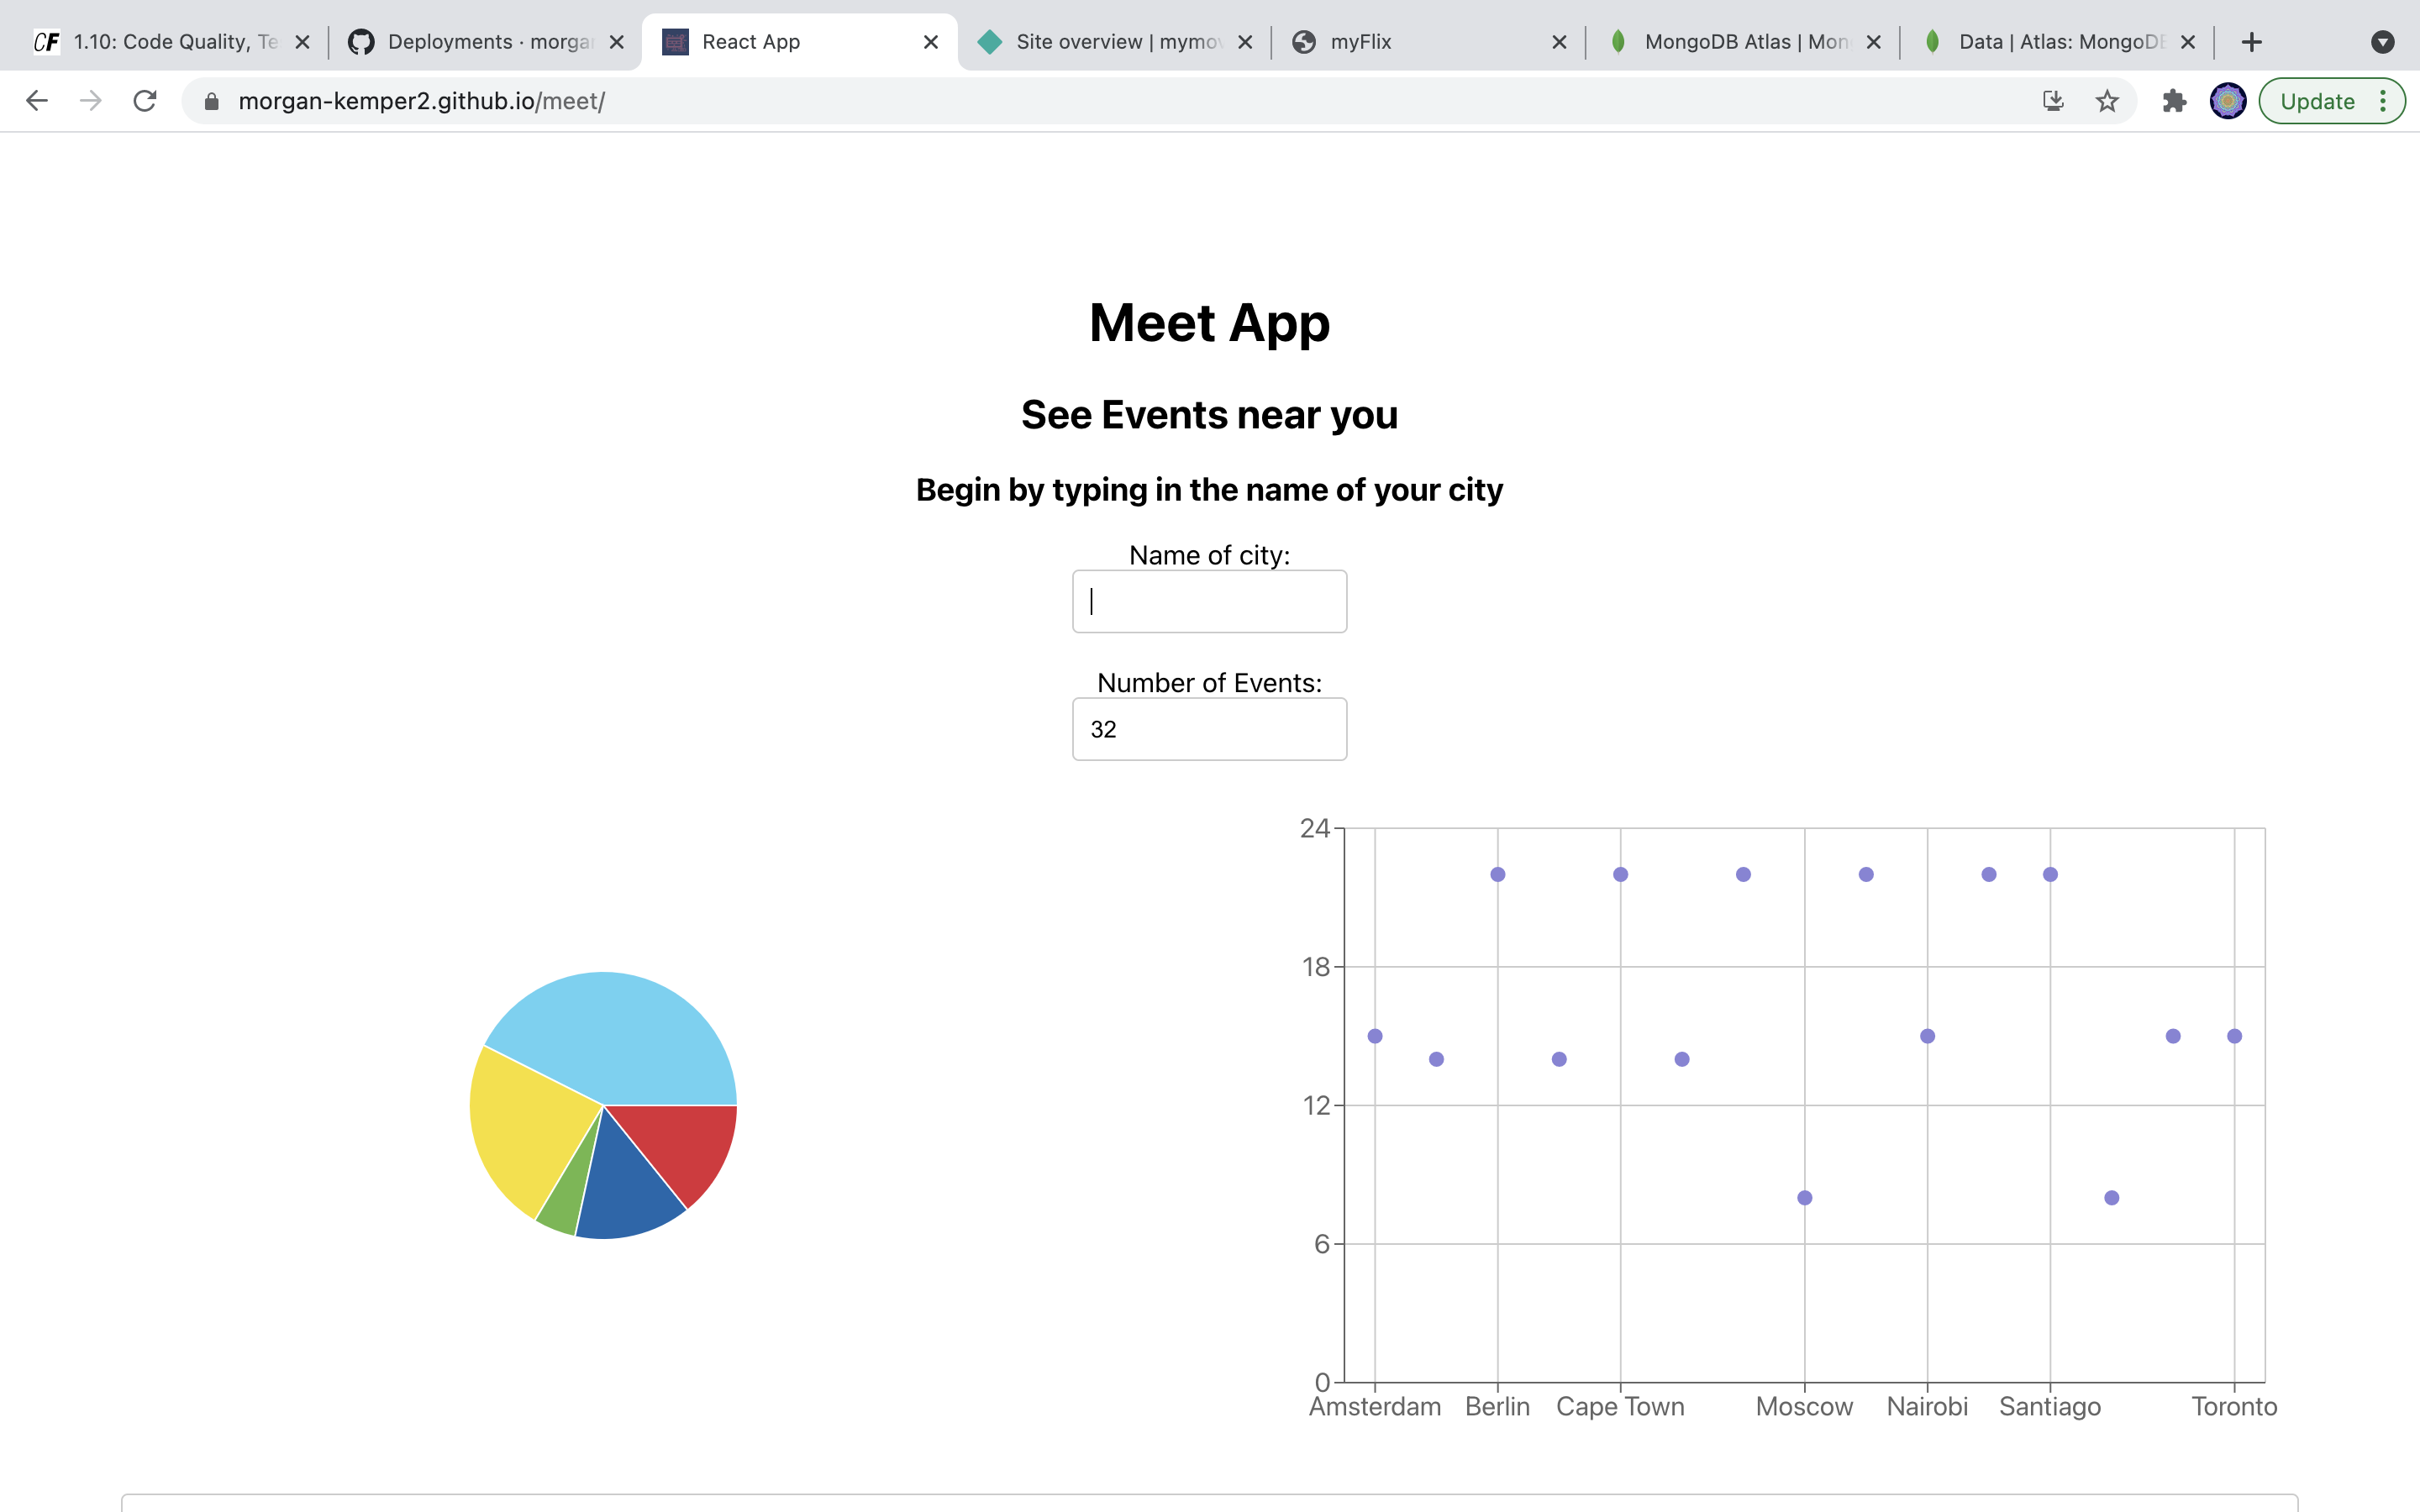 CF 1.10: Code Quality, Te
Deployments · morga
React App
Site overview | mymov
myFlix
MongoDB Atlas | Mon
Data | Atlas: MongoDB
morgan-kemper2.github.io/meet/
Update
Meet App
See Events near you
Begin by typing in the name of your city
Name of city:
Number of Events:
32
24
18
12
6
0
Amsterdam Berlin Cape Town Moscow Nairobi Santiago Toronto